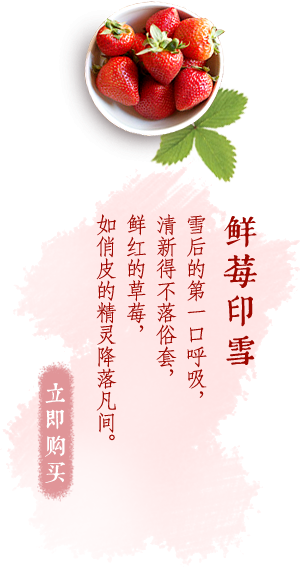 鲜莓印雪
雪后的第一口呼吸，
清新得不落俗套，
鲜红的草莓，
如俏皮的精灵降落凡间。
立即购买